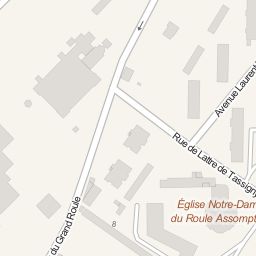 Avenue Laurent
Rue de Lattre de Tassigny
Église Notre-Dam
du Roule Assompt
8
du Grand Roule